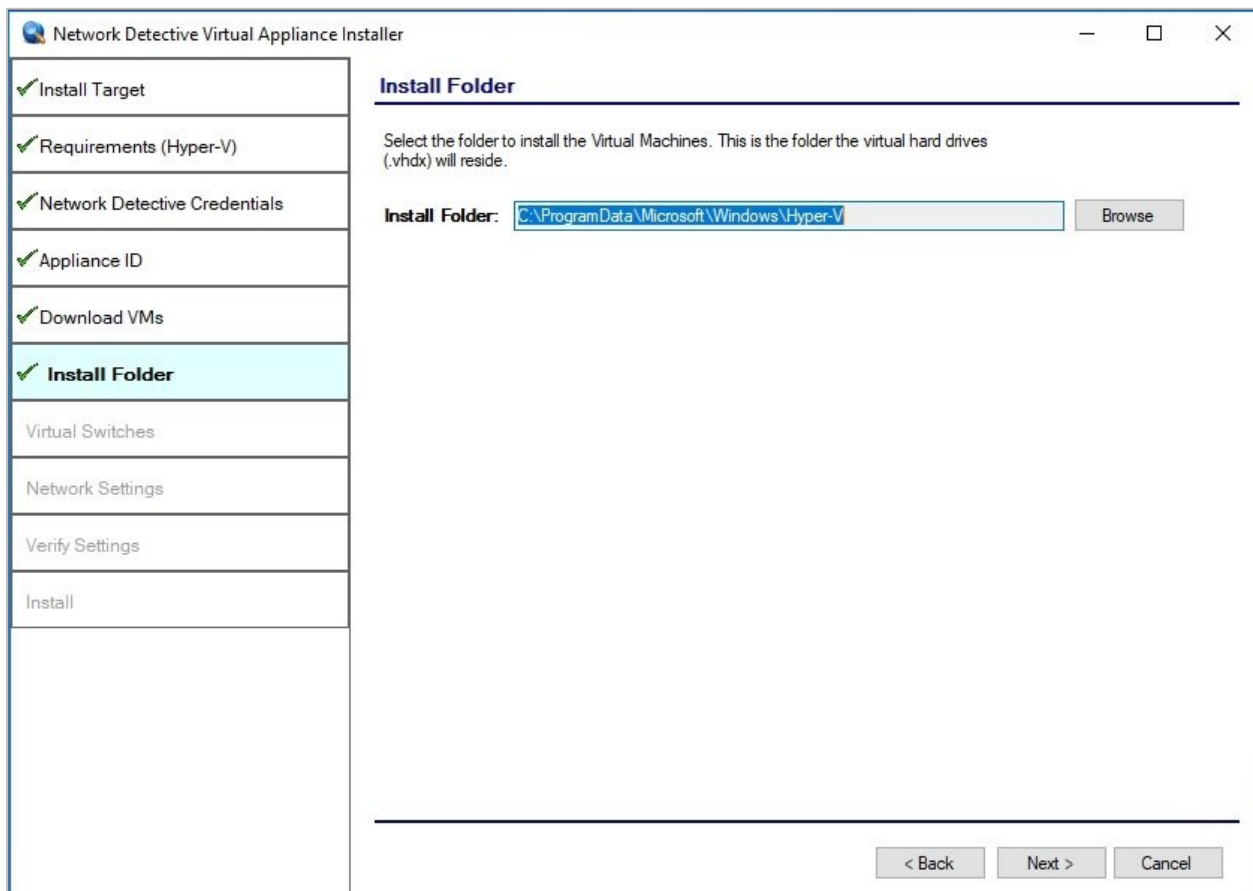 Network Detective Virtual Appliance Installer
Install Target
Requirements (Hyper-V)
Network Detective Credentials
Appliance ID
Download VMs
Install Folder
Virtual Switches
Network Settings
Verify Settings
Install
Install Folder
Select the folder to install the Virtual Machines. This is the folder the virtual hard drives
(.vhdx) will reside.
Install Folder: C:\ProgramData\Microsoft\Windows\Hyper-V Browse
< Back Next > Cancel